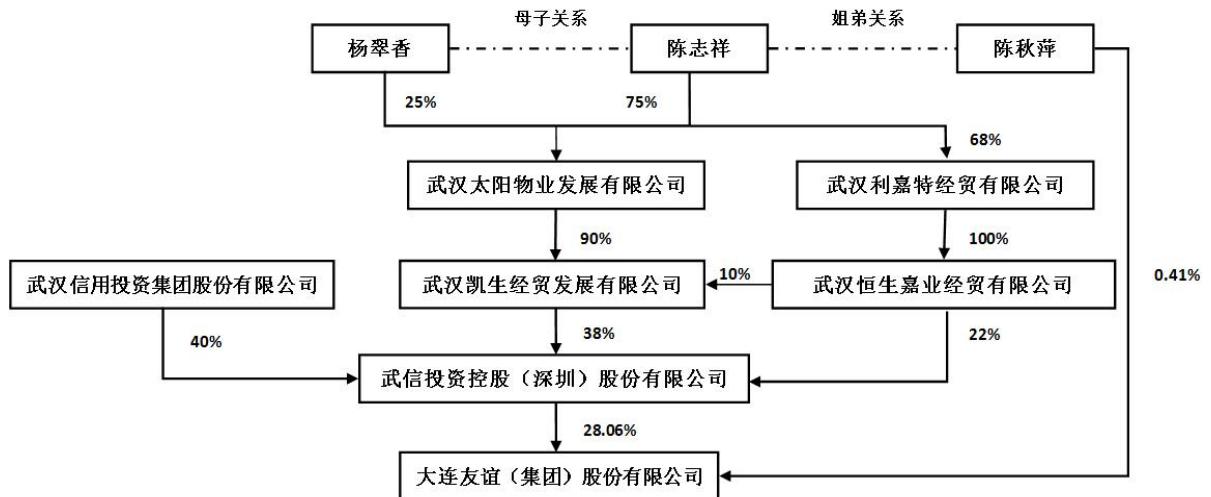 母子关系
姐弟关系
杨翠香
陈志祥
陈秋萍
25%
75%
68%
武汉太阳物业发展有限公司
武汉利嘉特经贸有限公司
90%
100%
武汉信用投资集团股份有限公司
武汉凯生经贸发展有限公司
10%
武汉恒生嘉业经贸有限公司
0.41%
40%
38%
22%
武信投资控股（深圳）股份有限公司
28.06%
大连友谊（集团）股份有限公司